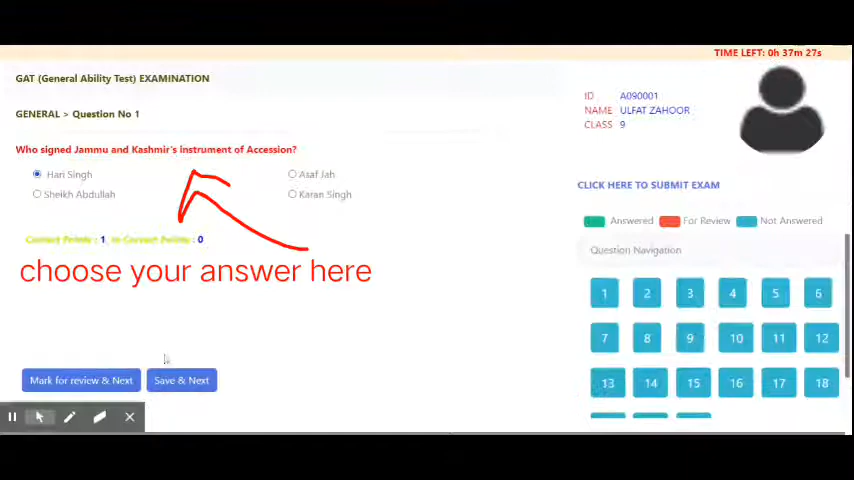 TIME LEFT: 0h 37m 27s
GAT (General Ability Test) EXAMINATION
GENERAL > Question No 1
Who signed Jammu and Kashmir's Instrument of Accession?
Hari Singh
Asaf Jah
Sheikh Abdullah
Karan Singh
Correct Points : 1, In Correct Points : 0
choose your answer here
Mark for review & Next
Save & Next
ID A090001
NAME ULFAT ZAHOOR
CLASS 9
CLICK HERE TO SUBMIT EXAM
Answered For Review Not Answered
Question Navigation
1 2 3 4 5 6
7 8 9 10 11 12
13 14 15 16 17 18